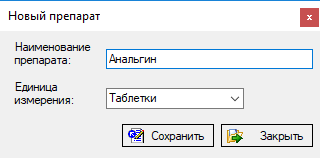 Новый препарат
Наименование
препарата:
Анальгин
Единица
измерения:
Таблетки
Сохранить
Закрыть